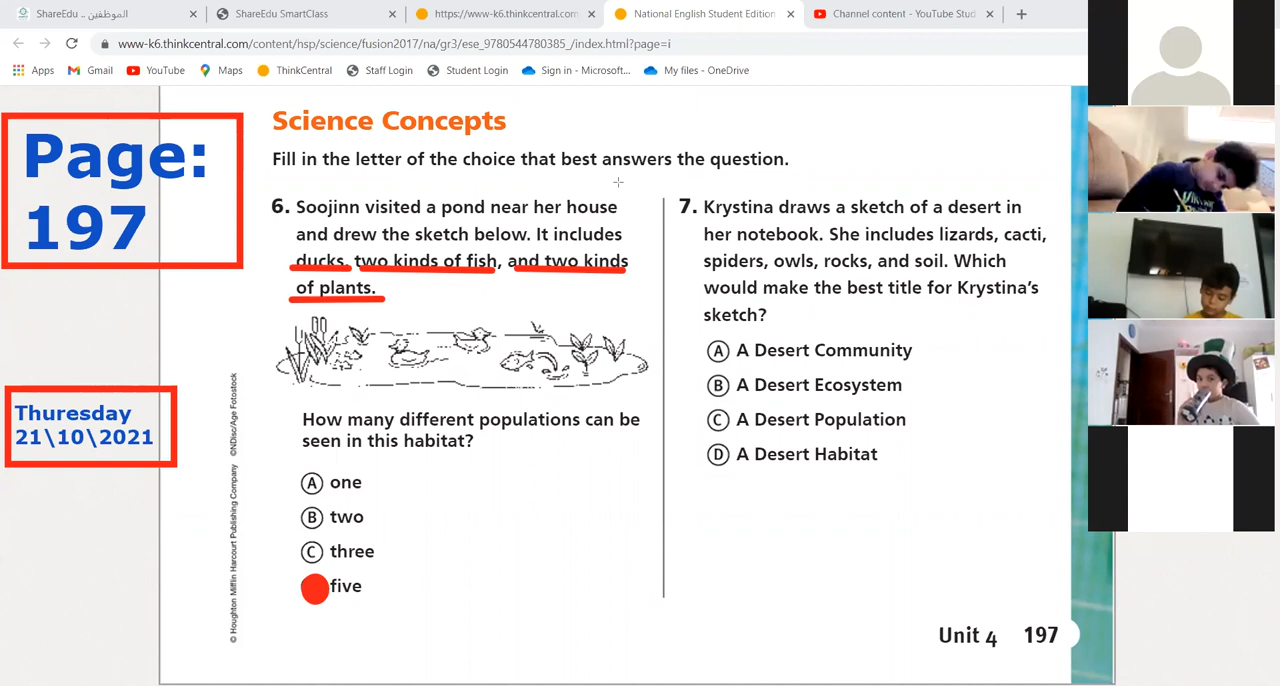 ShareEdu .. الموظفين
ShareEdu SmartClass
https://www-k6.thinkcentral.com
National English Student Edition
Channel content - YouTube Stud
www-k6.thinkcentral.com/content/hsp/science/fusion2017/na/gr3/ese_9780544780385_/index.html?page=i
Apps
Gmail
YouTube
Maps
ThinkCentral
Staff Login
Student Login
Sign in - Microsoft...
My files - OneDrive
Page:
197
Thuresday
21\10\2021
Science Concepts
Fill in the letter of the choice that best answers the question.
6. Soojinn visited a pond near her house
and drew the sketch below. It includes
ducks, two kinds of fish, and two kinds
of plants.
How many different populations can be
seen in this habitat?
A one
B two
C three
five
7. Krystina draws a sketch of a desert in
her notebook. She includes lizards, cacti,
spiders, owls, rocks, and soil. Which
would make the best title for Krystina's
sketch?
A A Desert Community
B A Desert Ecosystem
C A Desert Population
D A Desert Habitat
© Houghton Mifflin Harcourt Publishing Company ©NDisc/Age Fotostock
Unit 4 197